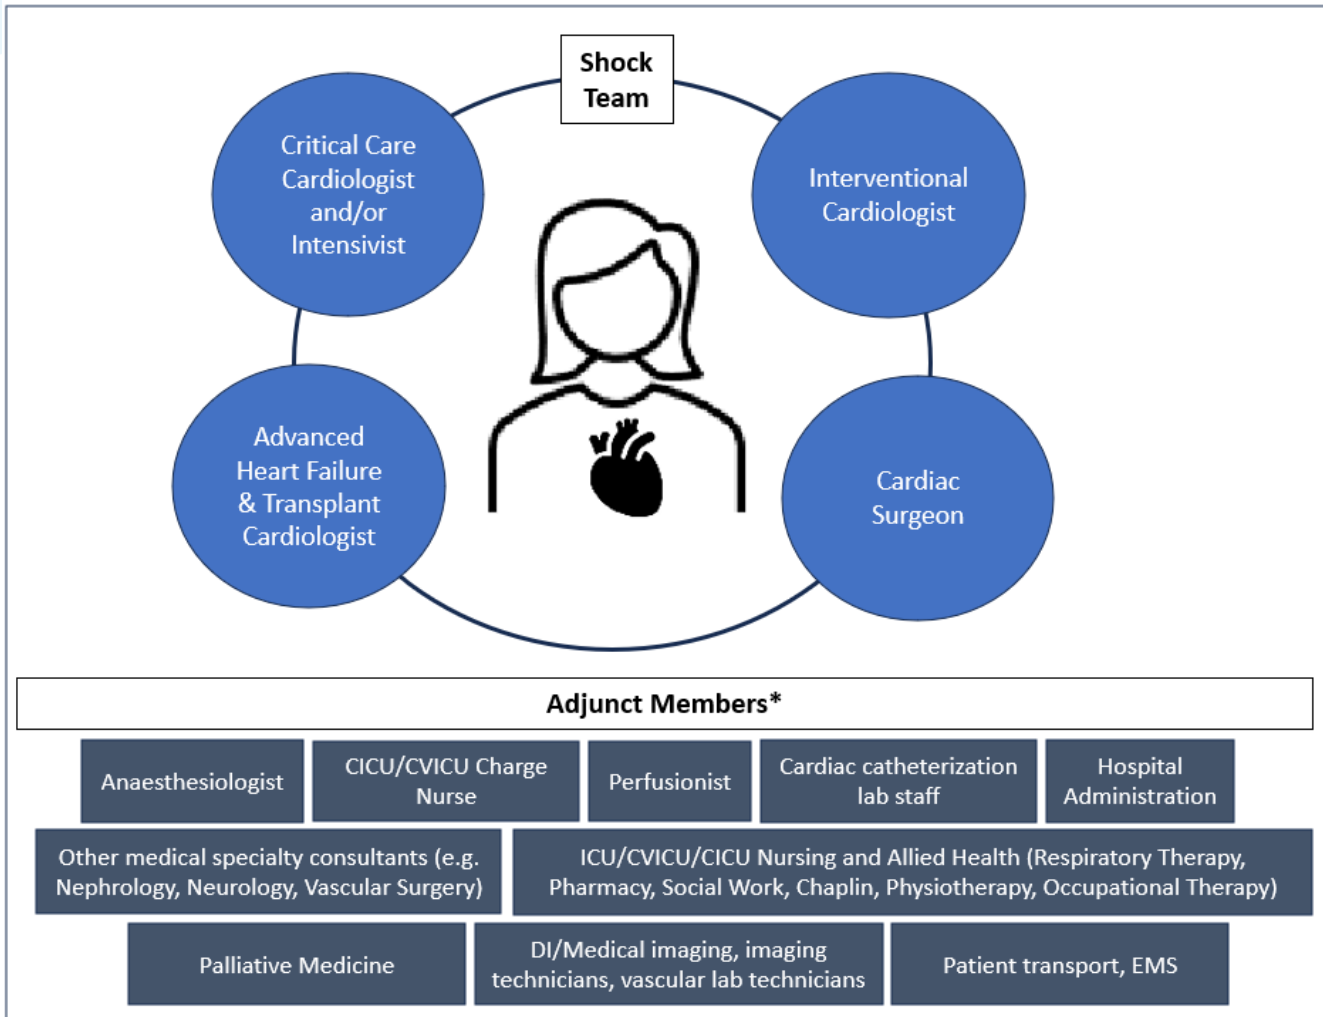 Shock
Team
Critical Care
Cardiologist
and/or
Intensivist
Interventional
Cardiologist
Advanced
Heart Failure
& Transplant
Cardiologist
Cardiac
Surgeon
Adjunct Members*
Anaesthesiologist
CICU/CVICU Charge
Nurse
Perfusionist
Cardiac catheterization
lab staff
Hospital
Administration
Other medical specialty consultants (e.g.
Nephrology, Neurology, Vascular Surgery)
ICU/CVICU/CICU Nursing and Allied Health (Respiratory Therapy,
Pharmacy, Social Work, Chaplin, Physiotherapy, Occupational Therapy)
Palliative Medicine
DI/Medical imaging, imaging
technicians, vascular lab technicians
Patient transport, EMS